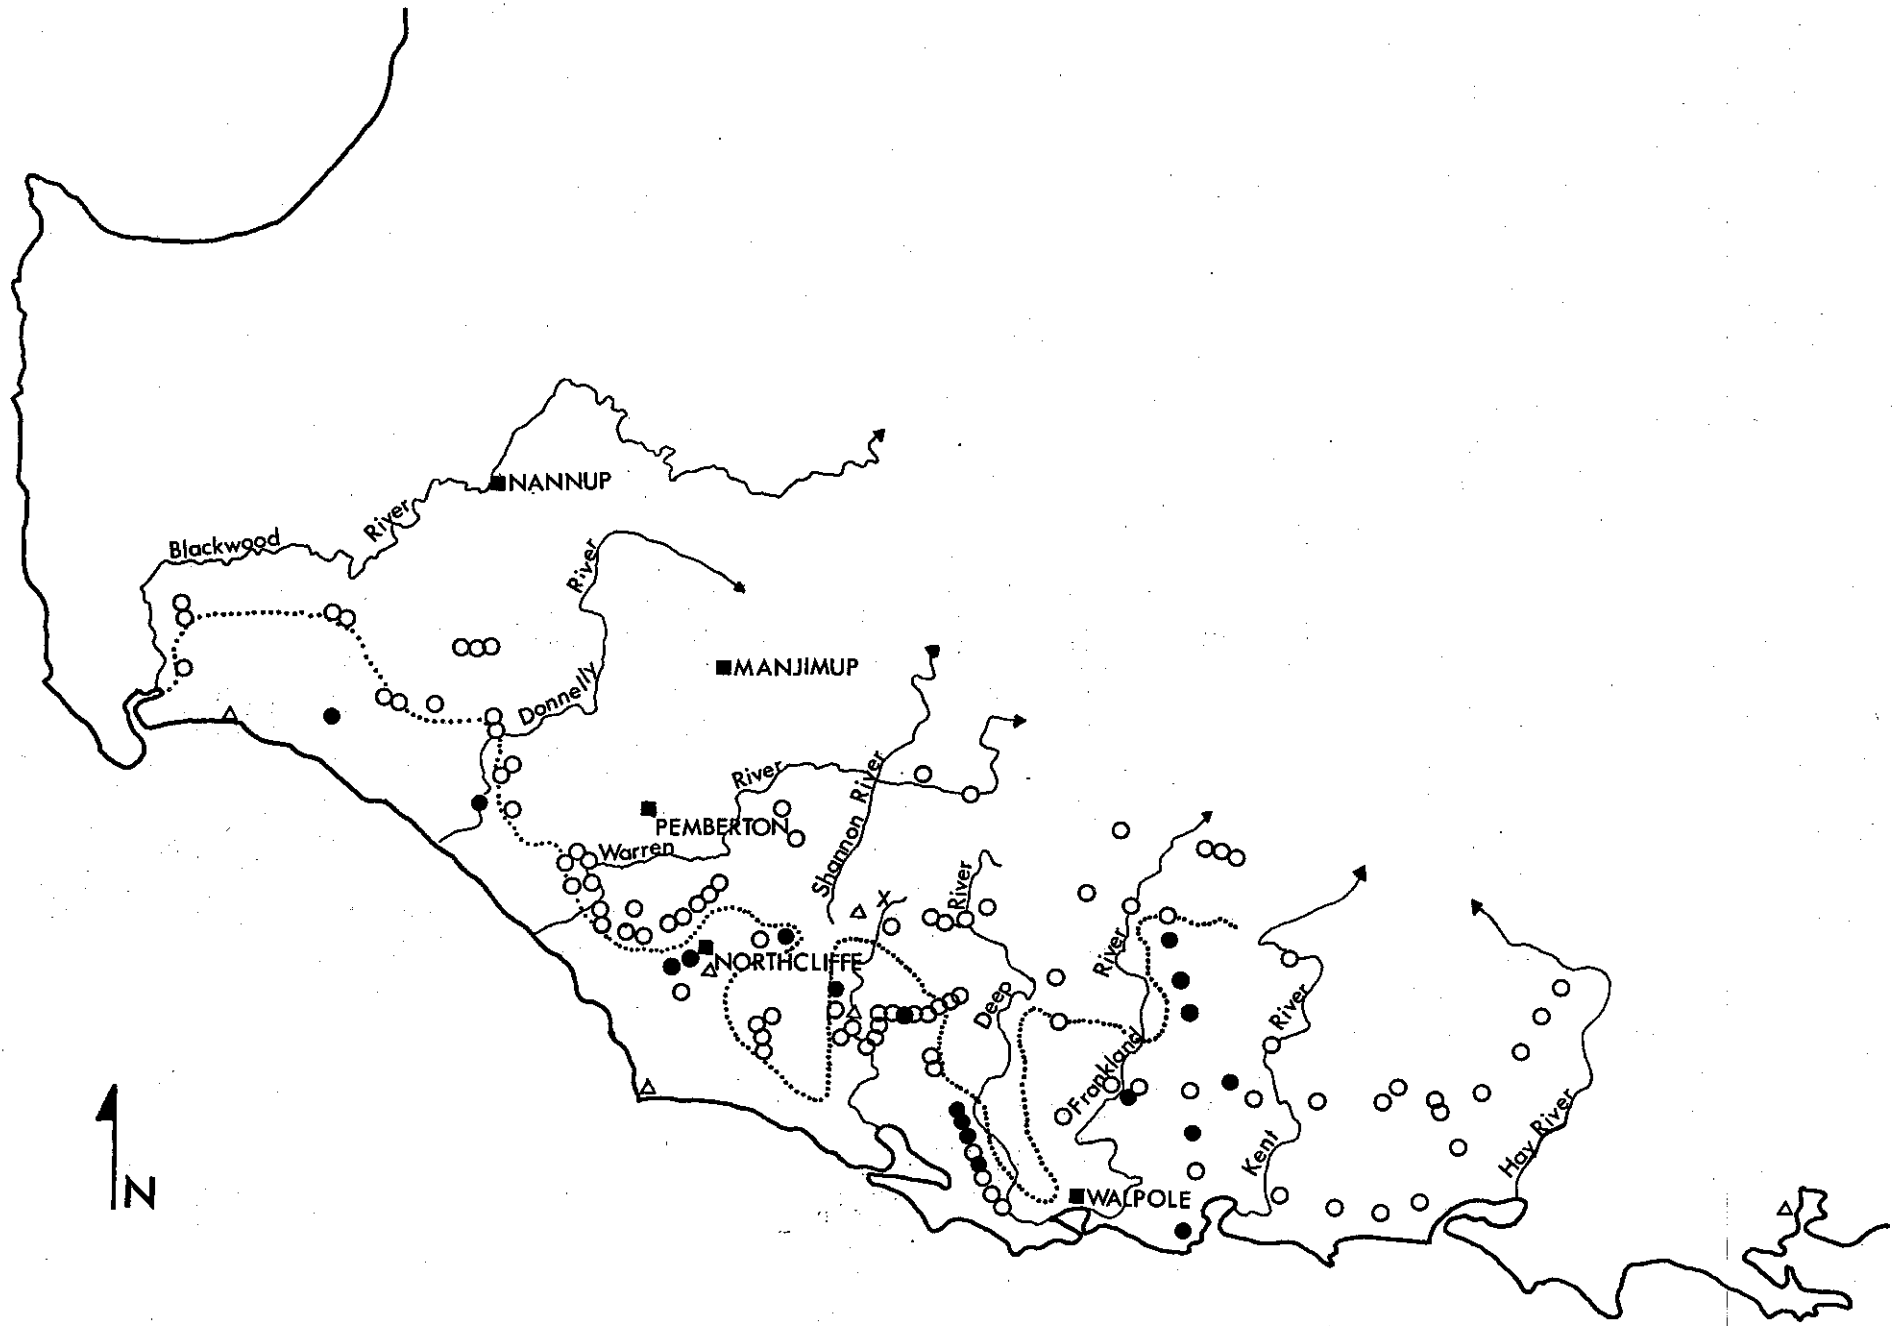 NANNUP
River
Blackwood
River
MANJIMUP
Donnelly
River
Shannon River
PEMBERTON
Warren
River
X
River
NORTHCLIFFE
Deep
River
Frankland
Kent
Hay River
WALPOLE
N